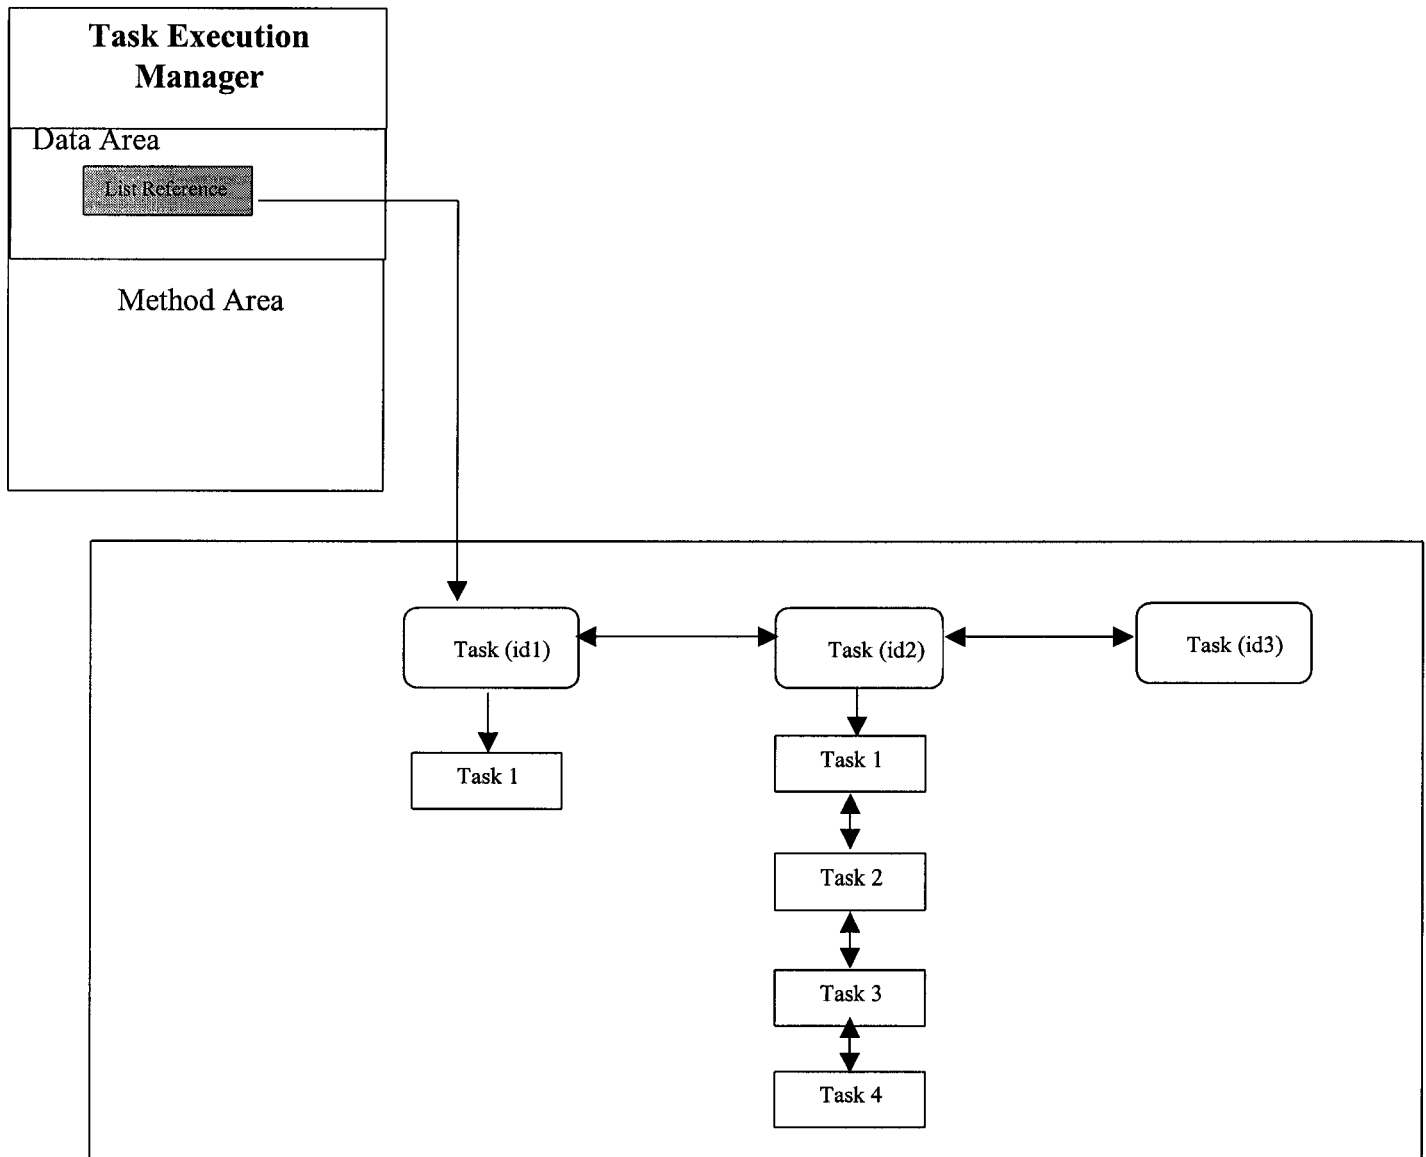 Task Execution
Manager
Data Area
List Reference
Method Area
Task (id1)
Task (id2)
Task (id3)
Task 1
Task 1
Task 2
Task 3
Task 4